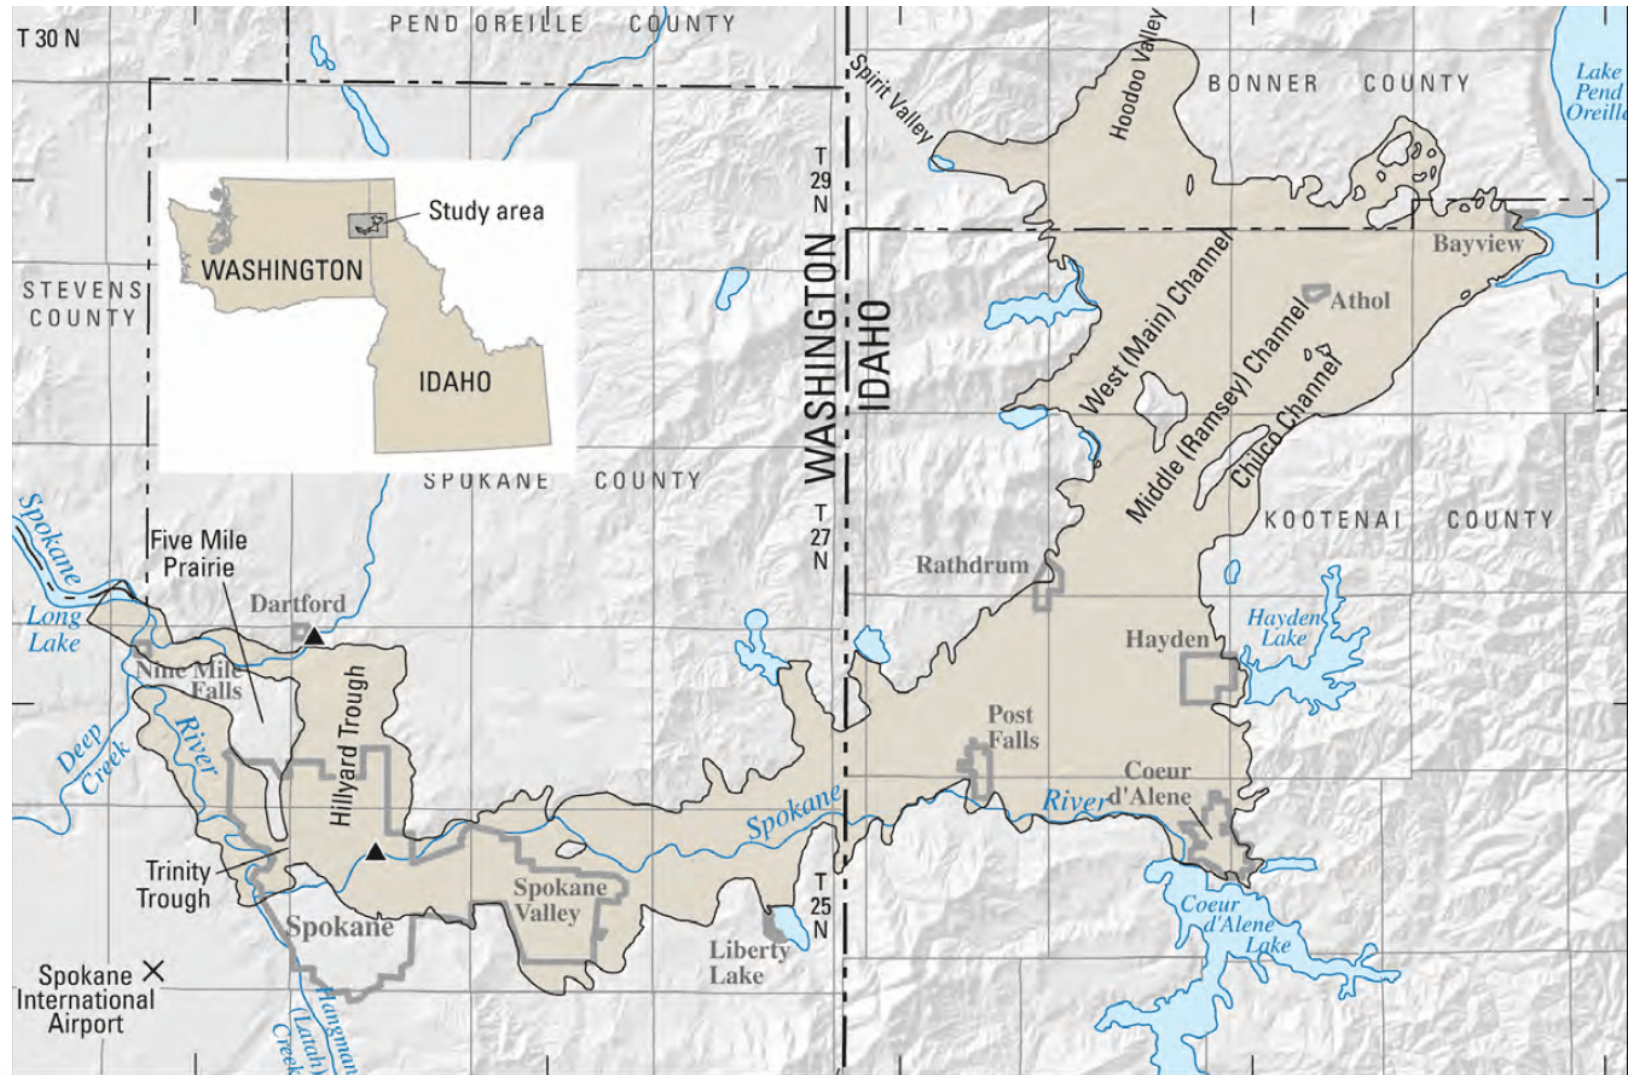 PEND OREILLE COUNTY
T 30 N
Spirit Valley
Hoodoo Valley
BONNER COUNTY
Lake
Pend
Oreille
T
29
N
Study area
WASHINGTON
IDAHO
STEVENS
COUNTY
WASHINGTON
IDAHO
Bayview
Athol
West (Main) Channel
Middle (Ramsey) Channel
Chilco Channel
SPOKANE COUNTY
KOOTENAI COUNTY
T
27
N
Spokane
Five Mile
Prairie
Rathdrum
Dartford
Long
Lake
Hayden
Lake
Hayden
Nine Mile
Falls
Hillyard Trough
River
Deep
Creek
Post
Falls
Coeur
d'Alene
Spokane
River
Trinity
Trough
Spokane
Valley
T
25
N
Spokane
Coeur
d'Alene
Lake
Liberty
Lake
Spokane
International
Airport
Hangman
(Latah)
Creek